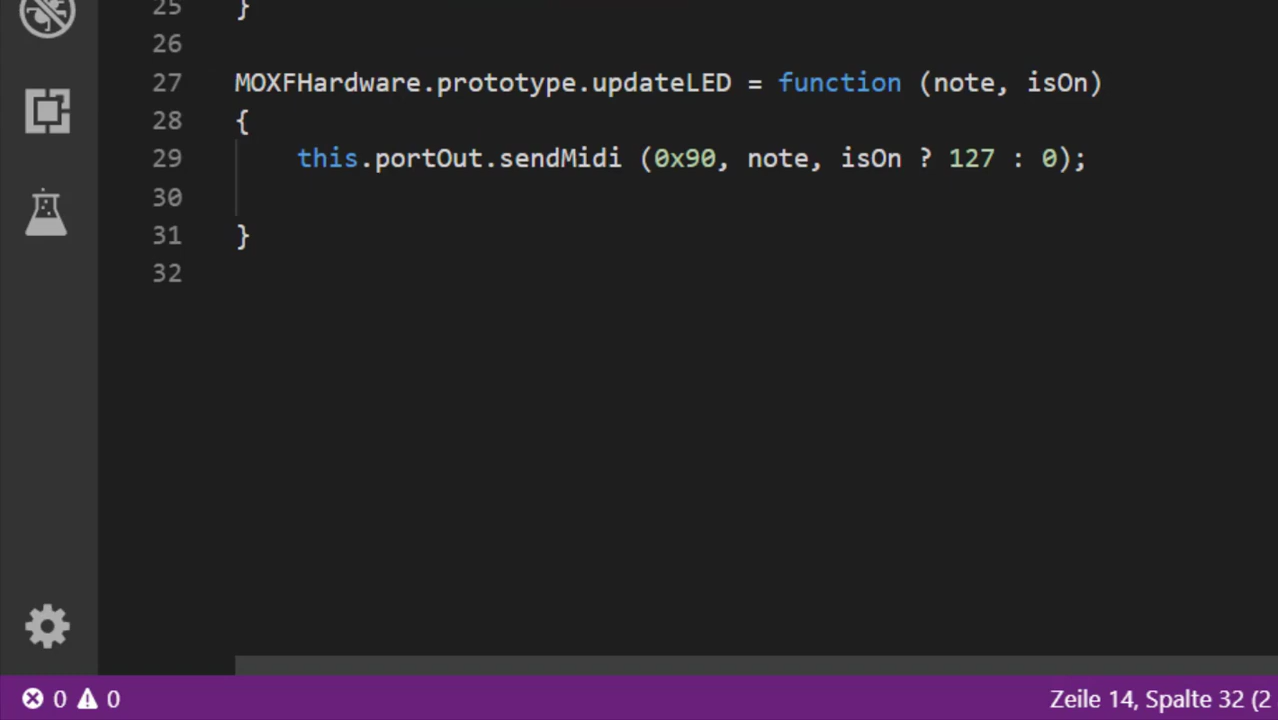 25 }
26
27 MOXFHardware.prototype.updateLED = function (note, isOn)
28 {
29 this.portOut.sendMidi (0x90, note, isOn ? 127 : 0);
30
31 }
32
0 0 Zeile 14, Spalte 32 (2